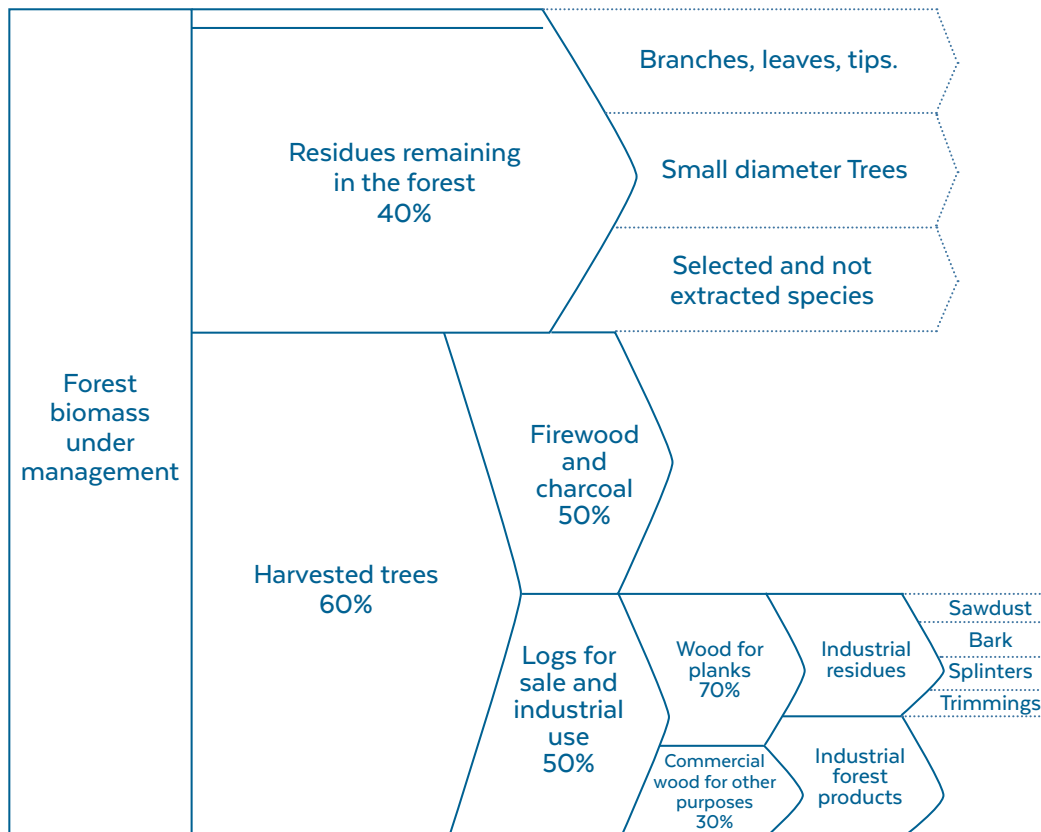 Forest
biomass
under
management
Residues remaining
in the forest
40%
Branches, leaves, tips.
Small diameter Trees
Selected and not
extracted species
Harvested trees
60%
Firewood
and
charcoal
50%
Logs for
sale and
industrial
use
50%
Wood for
planks
70%
Commercial
wood for other
purposes
30%
Industrial
residues
Industrial
forest
products
Sawdust
Bark
Splinters
Trimmings